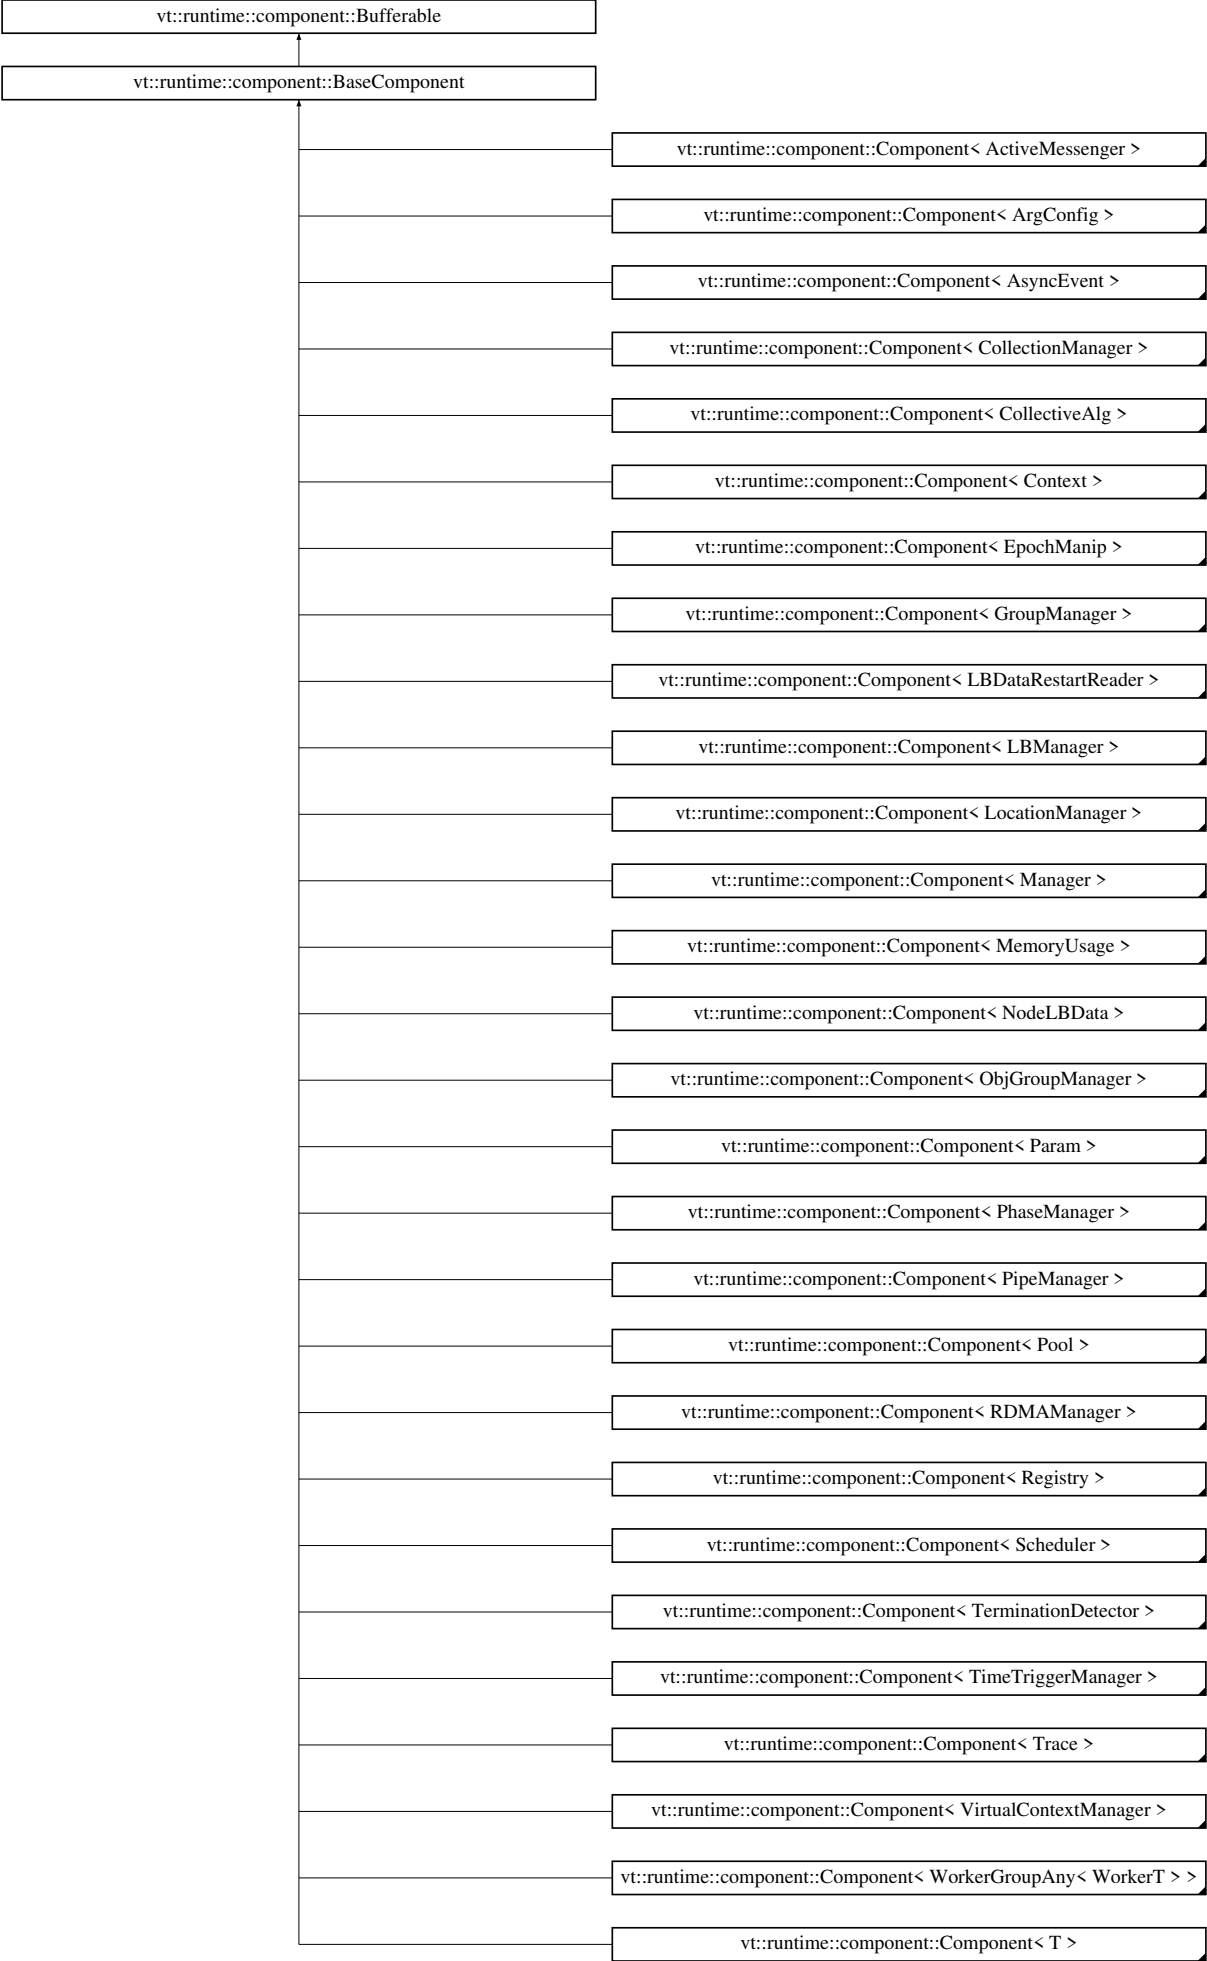 vt::runtime::component::Bufferable
vt::runtime::component::BaseComponent
vt::runtime::component::Component< ActiveMessenger >
vt::runtime::component::Component< ArgConfig >
vt::runtime::component::Component< AsyncEvent >
vt::runtime::component::Component< CollectionManager >
vt::runtime::component::Component< CollectiveAlg >
vt::runtime::component::Component< Context >
vt::runtime::component::Component< EpochManip >
vt::runtime::component::Component< GroupManager >
vt::runtime::component::Component< LBDataRestartReader >
vt::runtime::component::Component< LBManager >
vt::runtime::component::Component< LocationManager >
vt::runtime::component::Component< Manager >
vt::runtime::component::Component< MemoryUsage >
vt::runtime::component::Component< NodeLBData >
vt::runtime::component::Component< ObjGroupManager >
vt::runtime::component::Component< Param >
vt::runtime::component::Component< PhaseManager >
vt::runtime::component::Component< PipeManager >
vt::runtime::component::Component< Pool >
vt::runtime::component::Component< RDMAManager >
vt::runtime::component::Component< Registry >
vt::runtime::component::Component< Scheduler >
vt::runtime::component::Component< TerminationDetector >
vt::runtime::component::Component< TimeTriggerManager >
vt::runtime::component::Component< Trace >
vt::runtime::component::Component< VirtualContextManager >
vt::runtime::component::Component< WorkerGroupAny< WorkerT > >
vt::runtime::component::Component< T >